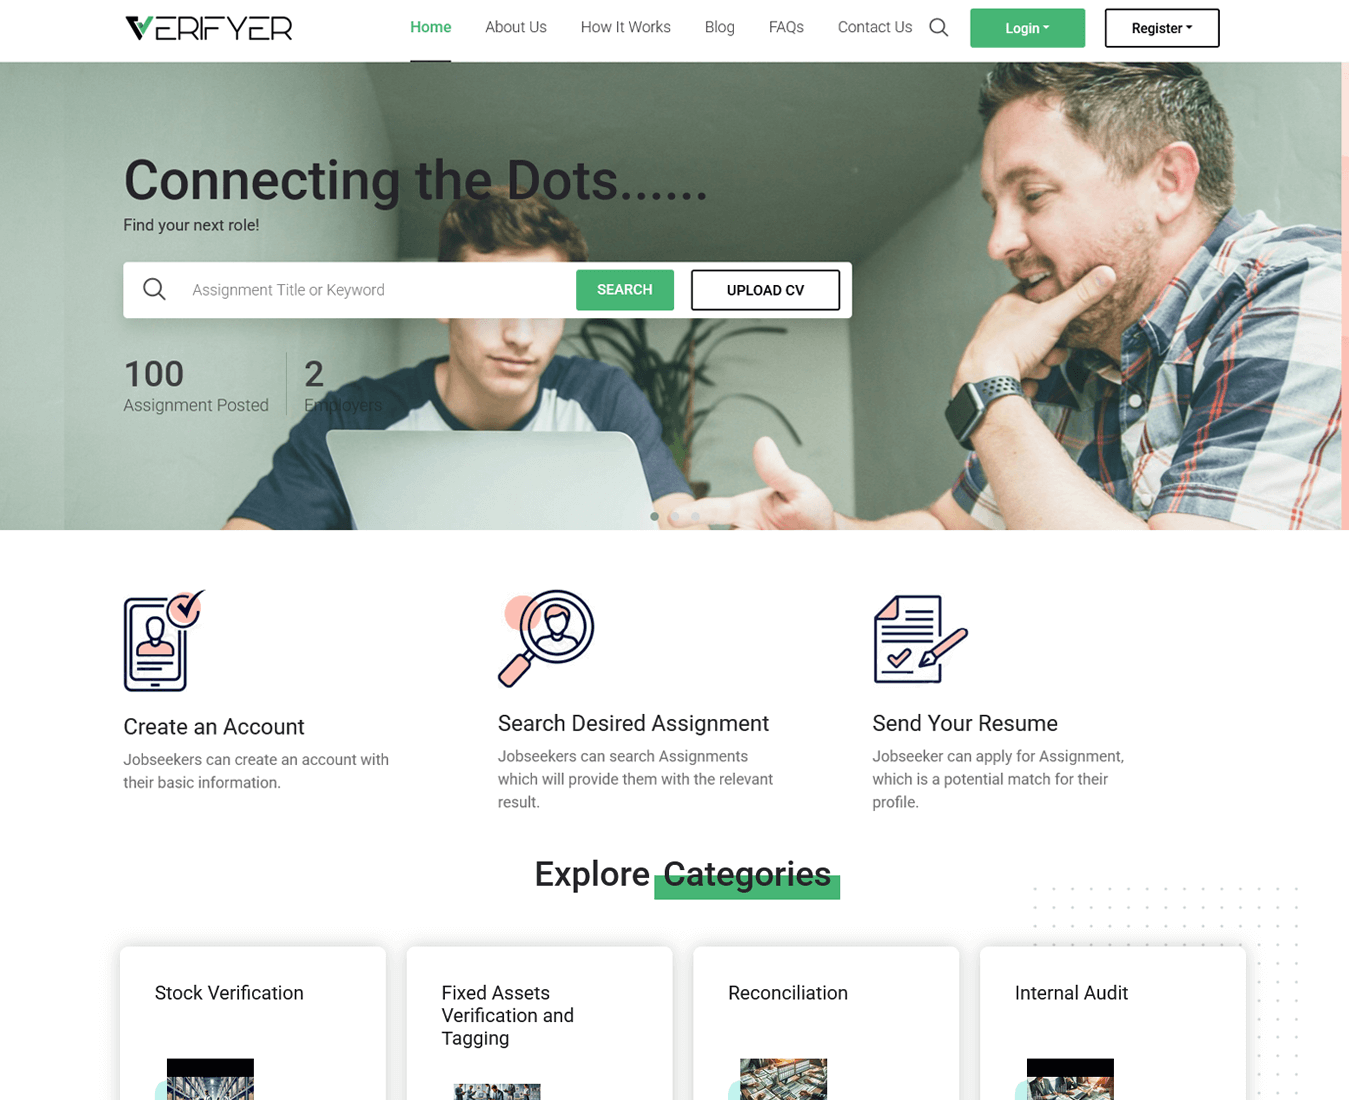 VERIFYER
Home About Us How It Works Blog FAQs Contact Us Login Register
Connecting the Dots......
Find your next role!
Assignment Title or Keyword SEARCH UPLOAD CV
100 2
Assignment Posted Employers
Create an Account
Jobseekers can create an account with
their basic information.
Search Desired Assignment
Jobseekers can search Assignments
which will provide them with the relevant
result.
Send Your Resume
Jobseeker can apply for Assignment,
which is a potential match for their
profile.
Explore Categories
Stock Verification
Fixed Assets
Verification and
Tagging
Reconciliation
Internal Audit